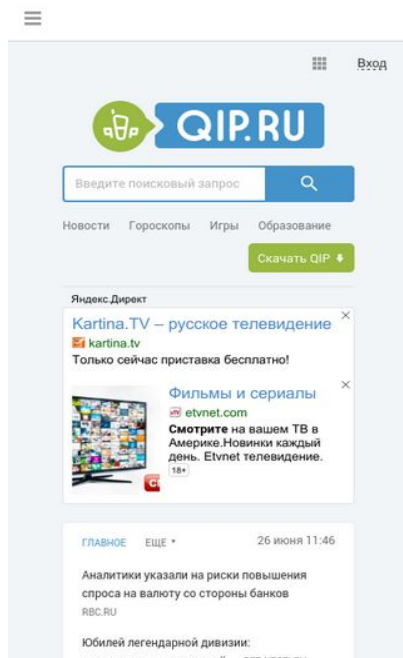 Вход
QIP.RU
Введите поисковый запрос
Новости Гороскопы Игры Образование
Скачать QIP
Яндекс.Директ
Kartina.TV – русское телевидение
kartina.tv
Только сейчас приставка бесплатно!
Фильмы и сериалы
etvnet.com
Смотрите на вашем ТВ в
Америке.Новинки каждый
день. Etvnet телевидение.
18+
ГЛАВНОЕ ЕЩЕ 26 июня 11:46
Аналитики указали на риски повышения
спроса на валюту со стороны банков
RBC.RU
Юбилей легендарной дивизии: